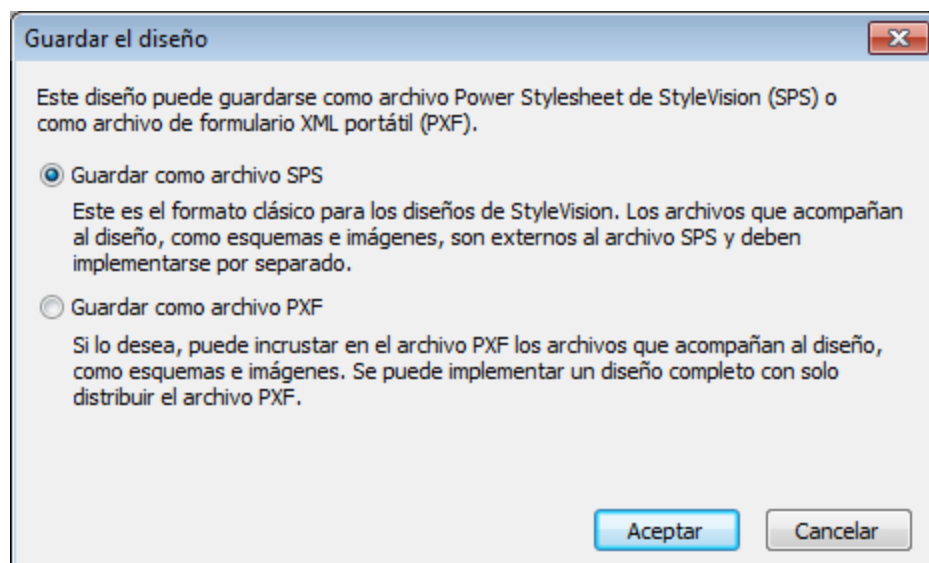 Guardar el diseño
Este diseño puede guardarse como archivo Power Stylesheet de StyleVision (SPS) o
como archivo de formulario XML portátil (PXF).
Guardar como archivo SPS
Este es el formato clásico para los diseños de StyleVision. Los archivos que acompañan
al diseño, como esquemas e imágenes, son externos al archivo SPS y deben
implementarse por separado.
Guardar como archivo PXF
Si lo desea, puede incrustar en el archivo PXF los archivos que acompañan al diseño,
como esquemas e imágenes. Se puede implementar un diseño completo con solo
distribuir el archivo PXF.
Aceptar
Cancelar